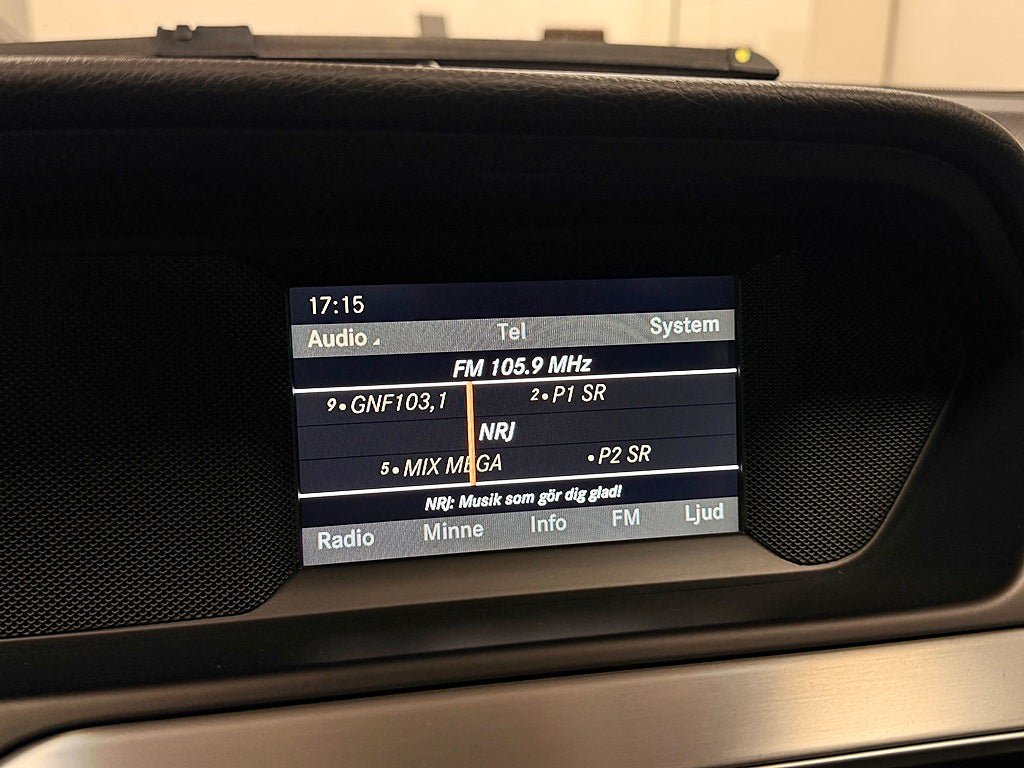 17:15
Audio Tel System
FM 105.9 MHz
9•GNF103,1 2•P1 SR
NRJ
5•MIX MEGA •P2 SR
NRJ: Musik som gör dig glad!
Radio Minne Info FM Ljud